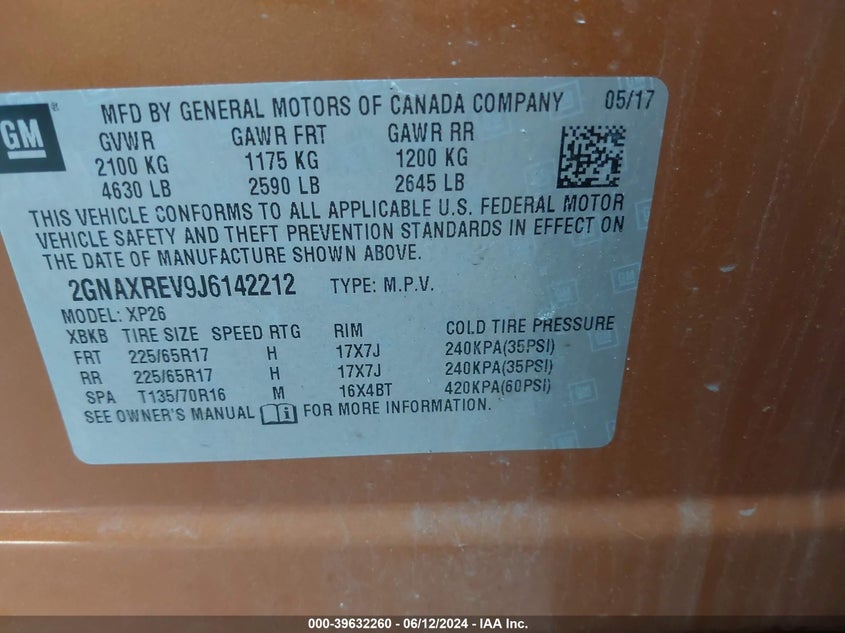 GM ®
MFD BY GENERAL MOTORS OF CANADA COMPANY 05/17
GVWR GAWR FRT GAWR RR
2100 KG 1175 KG 1200 KG
4630 LB 2590 LB 2645 LB
THIS VEHICLE CONFORMS TO ALL APPLICABLE U.S. FEDERAL MOTOR
VEHICLE SAFETY AND THEFT PREVENTION STANDARDS IN EFFECT ON
THE DATE OF MANUFACTURE SHOWN ABOVE.
2GNAXREV9J6142212 TYPE: M.P.V.
MODEL: XP26
XBKB TIRE SIZE SPEED RTG RIM COLD TIRE PRESSURE
FRT 225/65R17 H 17X7J 240KPA(35PSI)
RR 225/65R17 H 17X7J 240KPA(35PSI)
SPA T135/70R16 M 16X4BT 420KPA(60PSI)
SEE OWNER'S MANUAL FOR MORE INFORMATION.
000-39632260 - 06/12/2024 - IAA Inc.